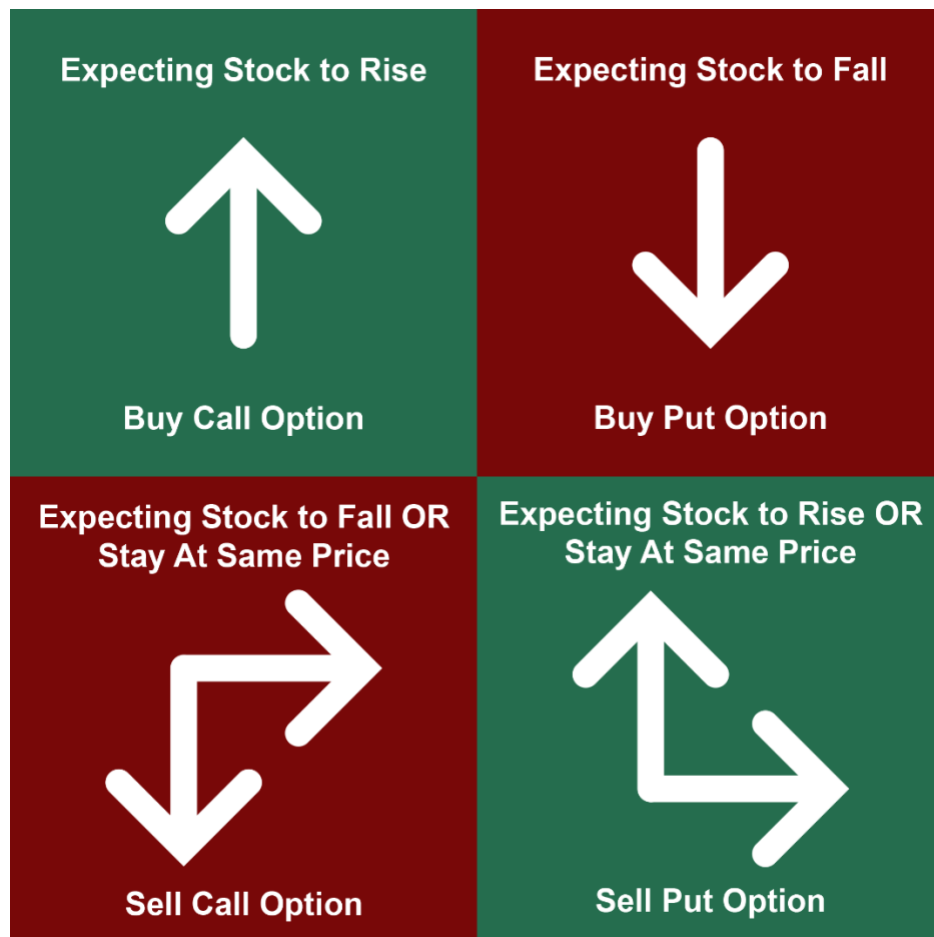 Expecting Stock to Rise
Buy Call Option
Expecting Stock to Fall
Buy Put Option
Expecting Stock to Fall OR
Stay At Same Price
Sell Call Option
Expecting Stock to Rise OR
Stay At Same Price
Sell Put Option